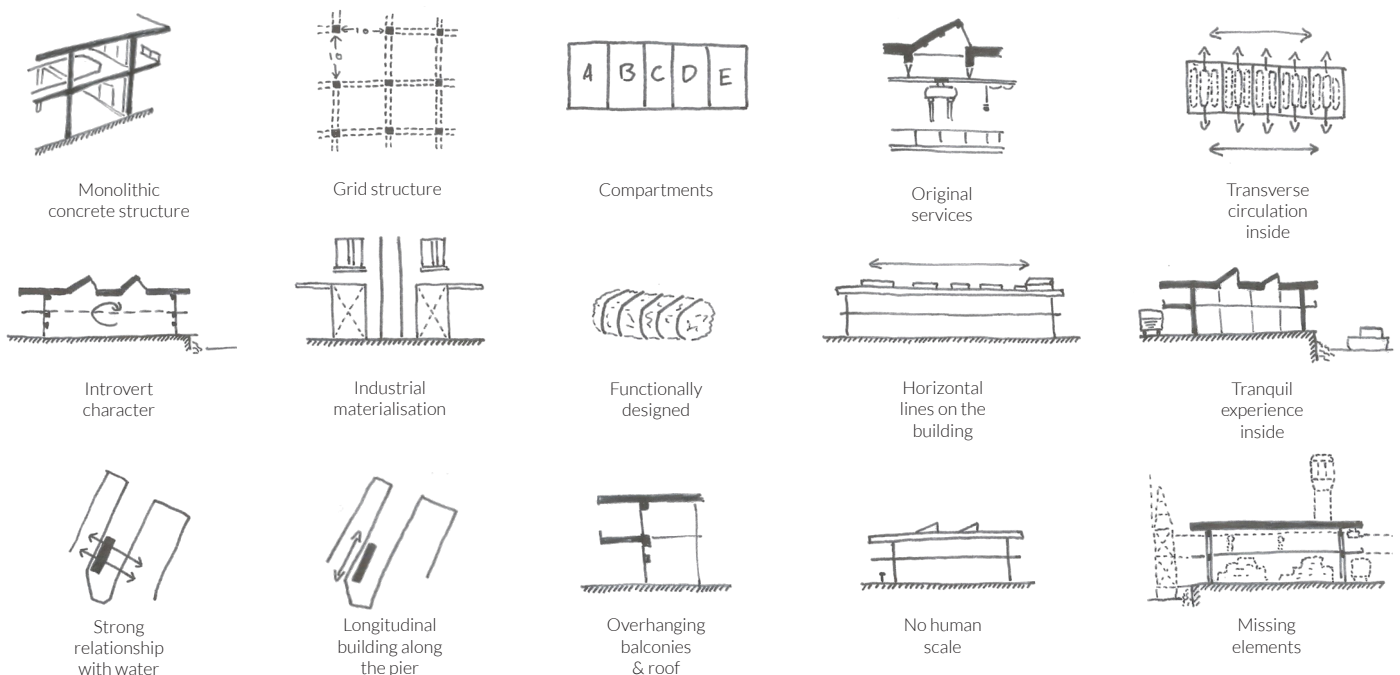 10
10
A B C D E
Monolithic
concrete structure
Grid structure
Compartments
Original
services
Transverse
circulation
inside
Introvert
character
Industrial
materialisation
Functionally
designed
Horizontal
lines on the
building
Tranquil
experience
inside
Strong
relationship
with water
Longitudinal
building along
the pier
Overhanging
balconies
& roof
No human
scale
Missing
elements